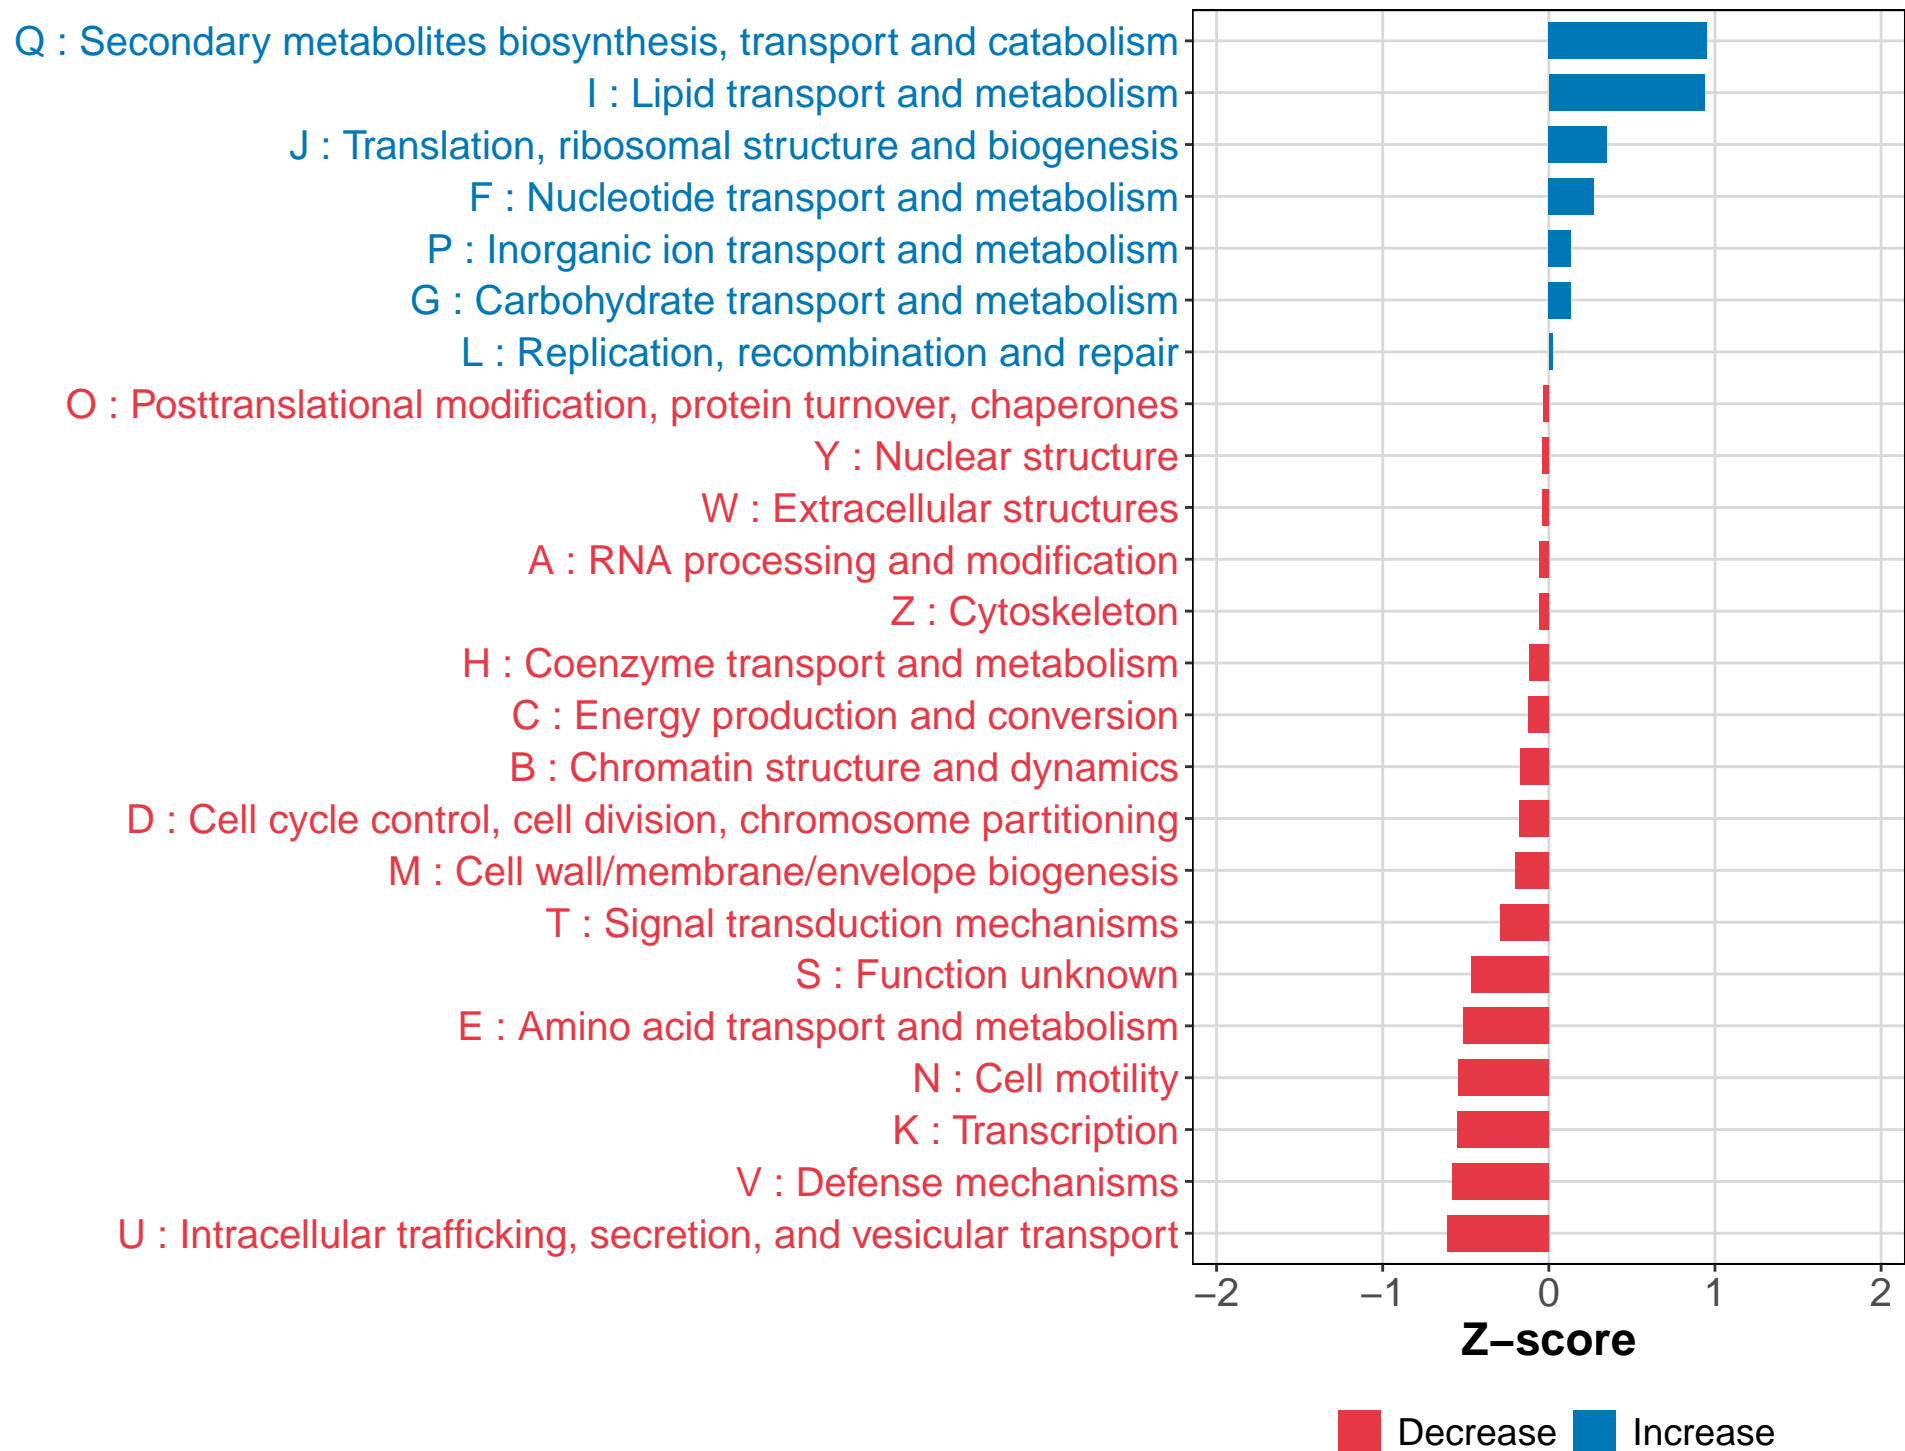 Q : Secondary metabolites biosynthesis, transport and catabolism
I : Lipid transport and metabolism
J : Translation, ribosomal structure and biogenesis
F : Nucleotide transport and metabolism
P : Inorganic ion transport and metabolism
G : Carbohydrate transport and metabolism
L : Replication, recombination and repair
O : Posttranslational modification, protein turnover, chaperones
Y : Nuclear structure
W : Extracellular structures
A : RNA processing and modification
Z : Cytoskeleton
H : Coenzyme transport and metabolism
C : Energy production and conversion
B : Chromatin structure and dynamics
D : Cell cycle control, cell division, chromosome partitioning
M : Cell wall/membrane/envelope biogenesis
T : Signal transduction mechanisms
S : Function unknown
E : Amino acid transport and metabolism
N : Cell motility
K : Transcription
V : Defense mechanisms
U : Intracellular trafficking, secretion, and vesicular transport
−2 −1 0 1 2
Z−score
Decrease Increase